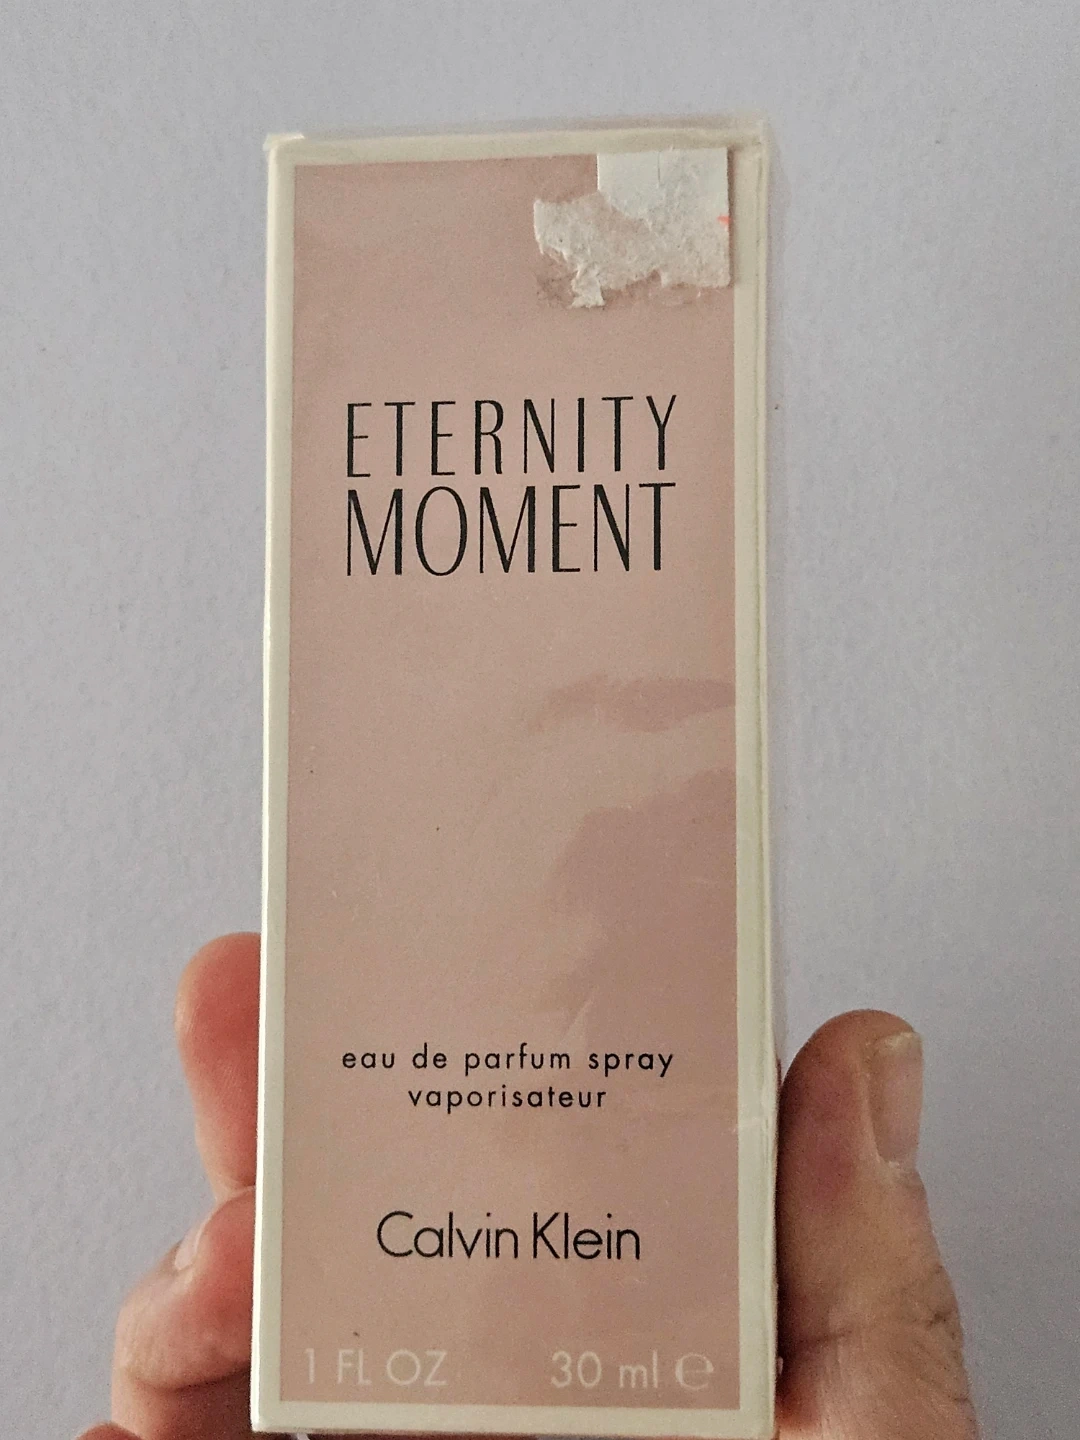 ETERNITY
MOMENT
eau de parfum spray
vaporisateur
Calvin Klein
1 FL OZ 30 ml ℮